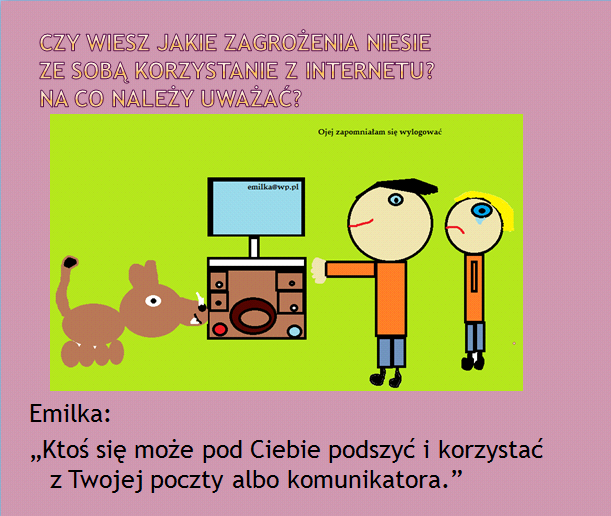 CZY WIESZ JAKIE ZAGROŻENIA NIESIE
ZE SOBĄ KORZYSTANIE Z INTERNETU?
NA CO NALEŻY UWAŻAĆ?
Ojej zapomniałam się wylogować
emilka@wp.pl
Emilka:
„Ktoś się może pod Ciebie podszyć i korzystać
z Twojej poczty albo komunikatora.”